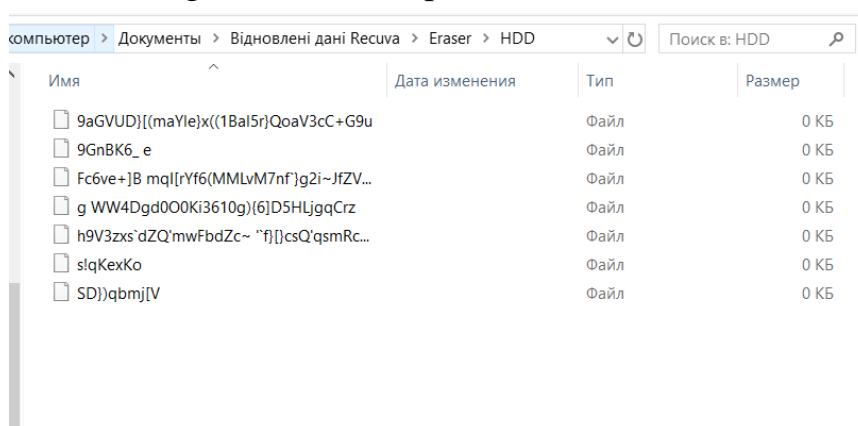 компьютер > Документы > Відновлені дані Recuva > Eraser > HDD Поиск в: HDD
Имя Дата изменения Тип Размер
9aGVUD}[(maYle}x((1Bal5r}QoaV3cC+G9u Файл 0 КБ
9GnBK6_ e Файл 0 КБ
Fc6ve+]B mqI[rYf6(MMLvM7nf'}g2i~JfZV... Файл 0 КБ
g WW4Dgd0O0Ki3610g){6]D5HLjgqCrz Файл 0 КБ
h9V3zxs`dZQ'mwFbdZc~ '`f}[}csQ'qsmRc... Файл 0 КБ
s!qKexKo Файл 0 КБ
SD})qbmj[V Файл 0 КБ